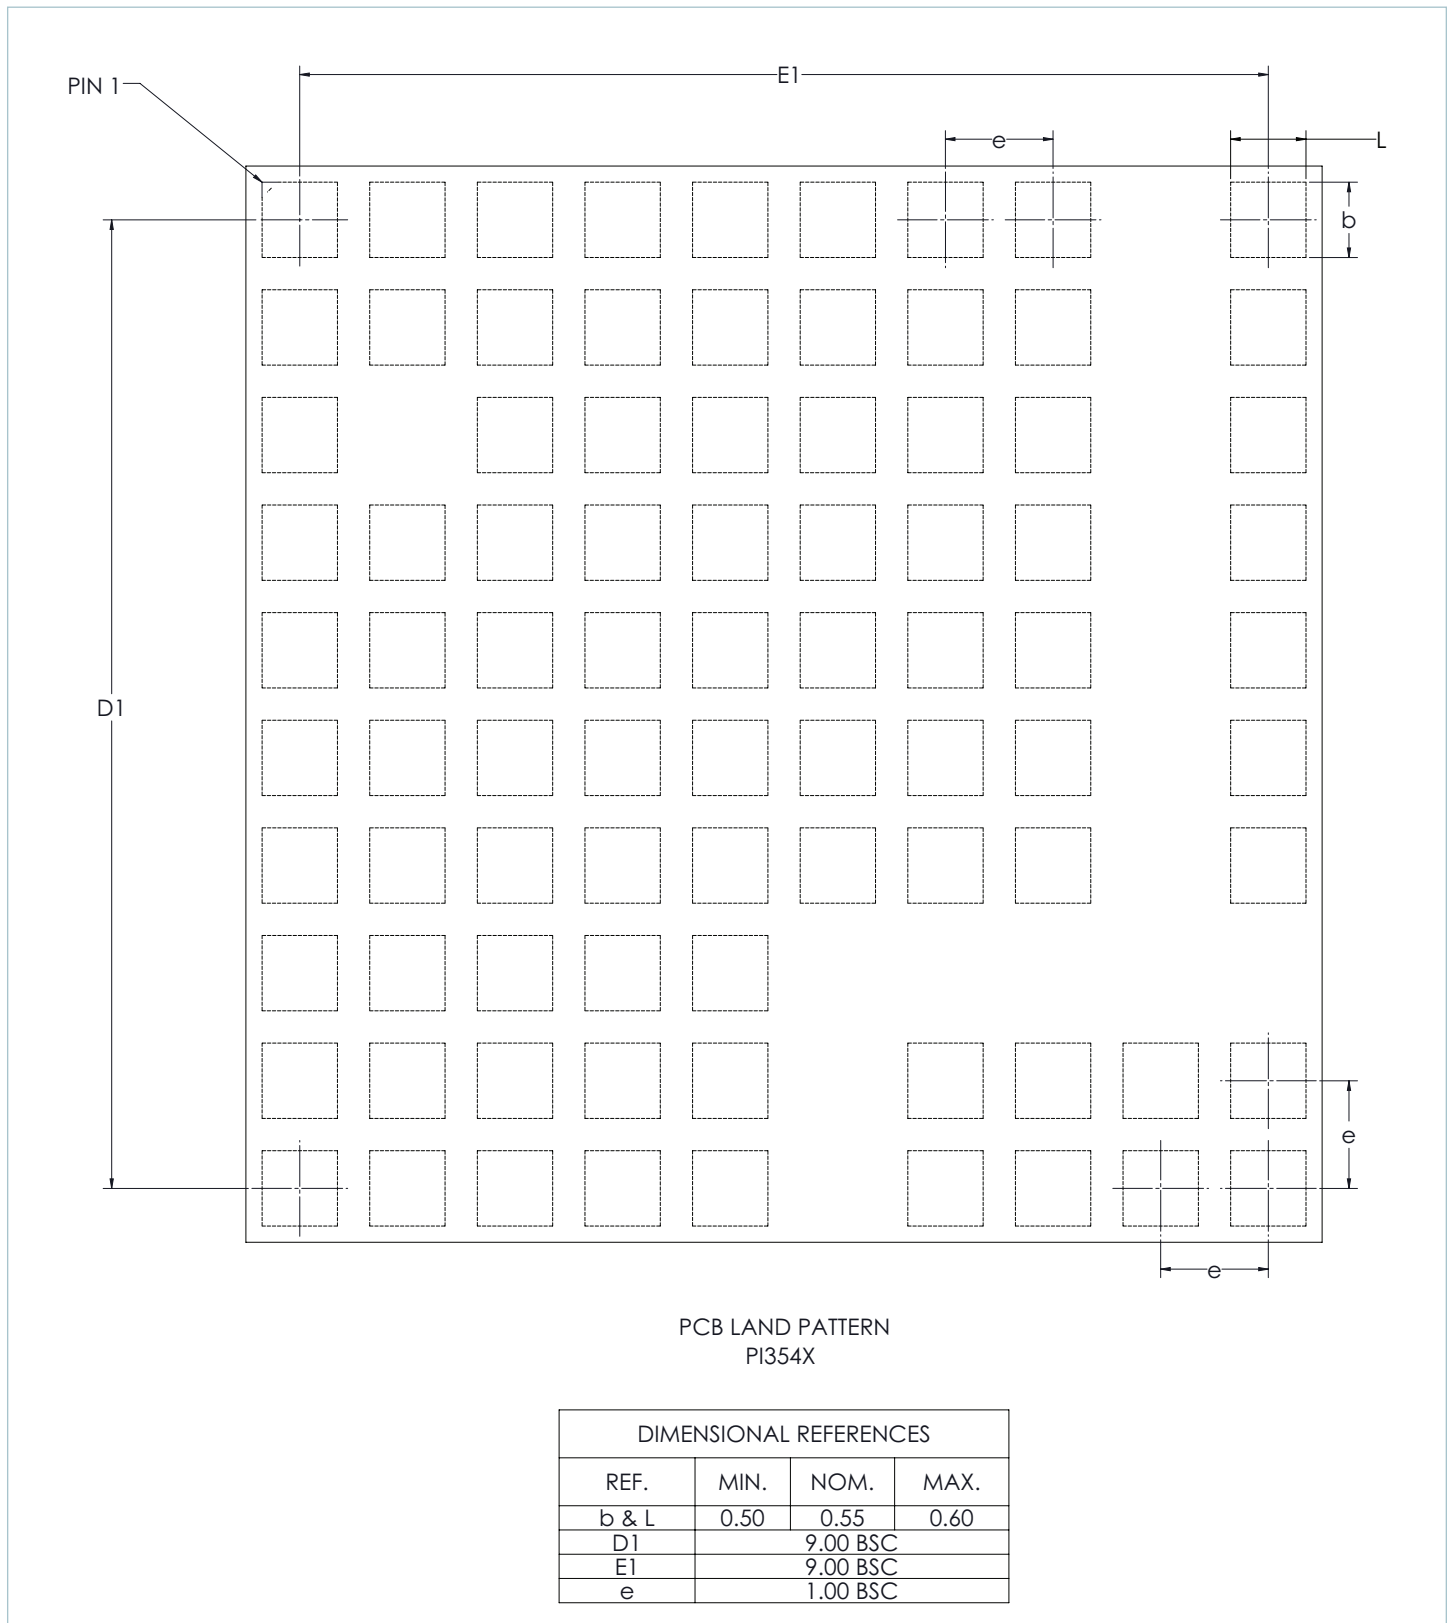 PIN 1
E1
e
L
b
D1
e
e
PCB LAND PATTERN
PI354X
DIMENSIONAL REFERENCES
REF. MIN. NOM. MAX.
b & L 0.50 0.55 0.60
D1 9.00 BSC
E1 9.00 BSC
e 1.00 BSC